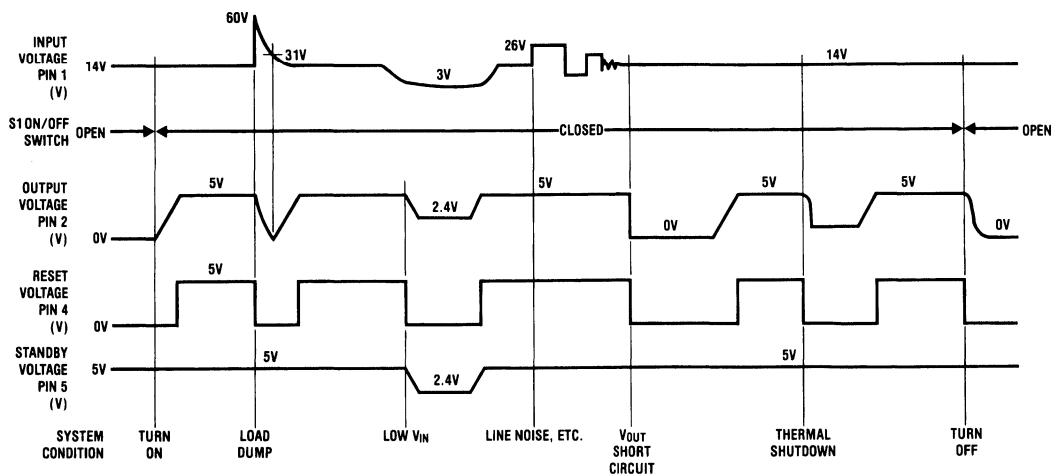 60V
INPUT
VOLTAGE
PIN 1
(V)
14V
31V
3V
26V
14V
S1 ON/OFF
SWITCH
OPEN
CLOSED
OPEN
OUTPUT
VOLTAGE
PIN 2
(V)
0V
5V
2.4V
5V
0V
5V
5V
0V
RESET
VOLTAGE
PIN 4
(V)
0V
5V
STANDBY
VOLTAGE
PIN 5
(V)
5V
5V
2.4V
5V
SYSTEM
CONDITION
TURN
ON
LOAD
DUMP
LOW VIN
LINE NOISE, ETC.
VOUT
SHORT
CIRCUIT
THERMAL
SHUTDOWN
TURN
OFF